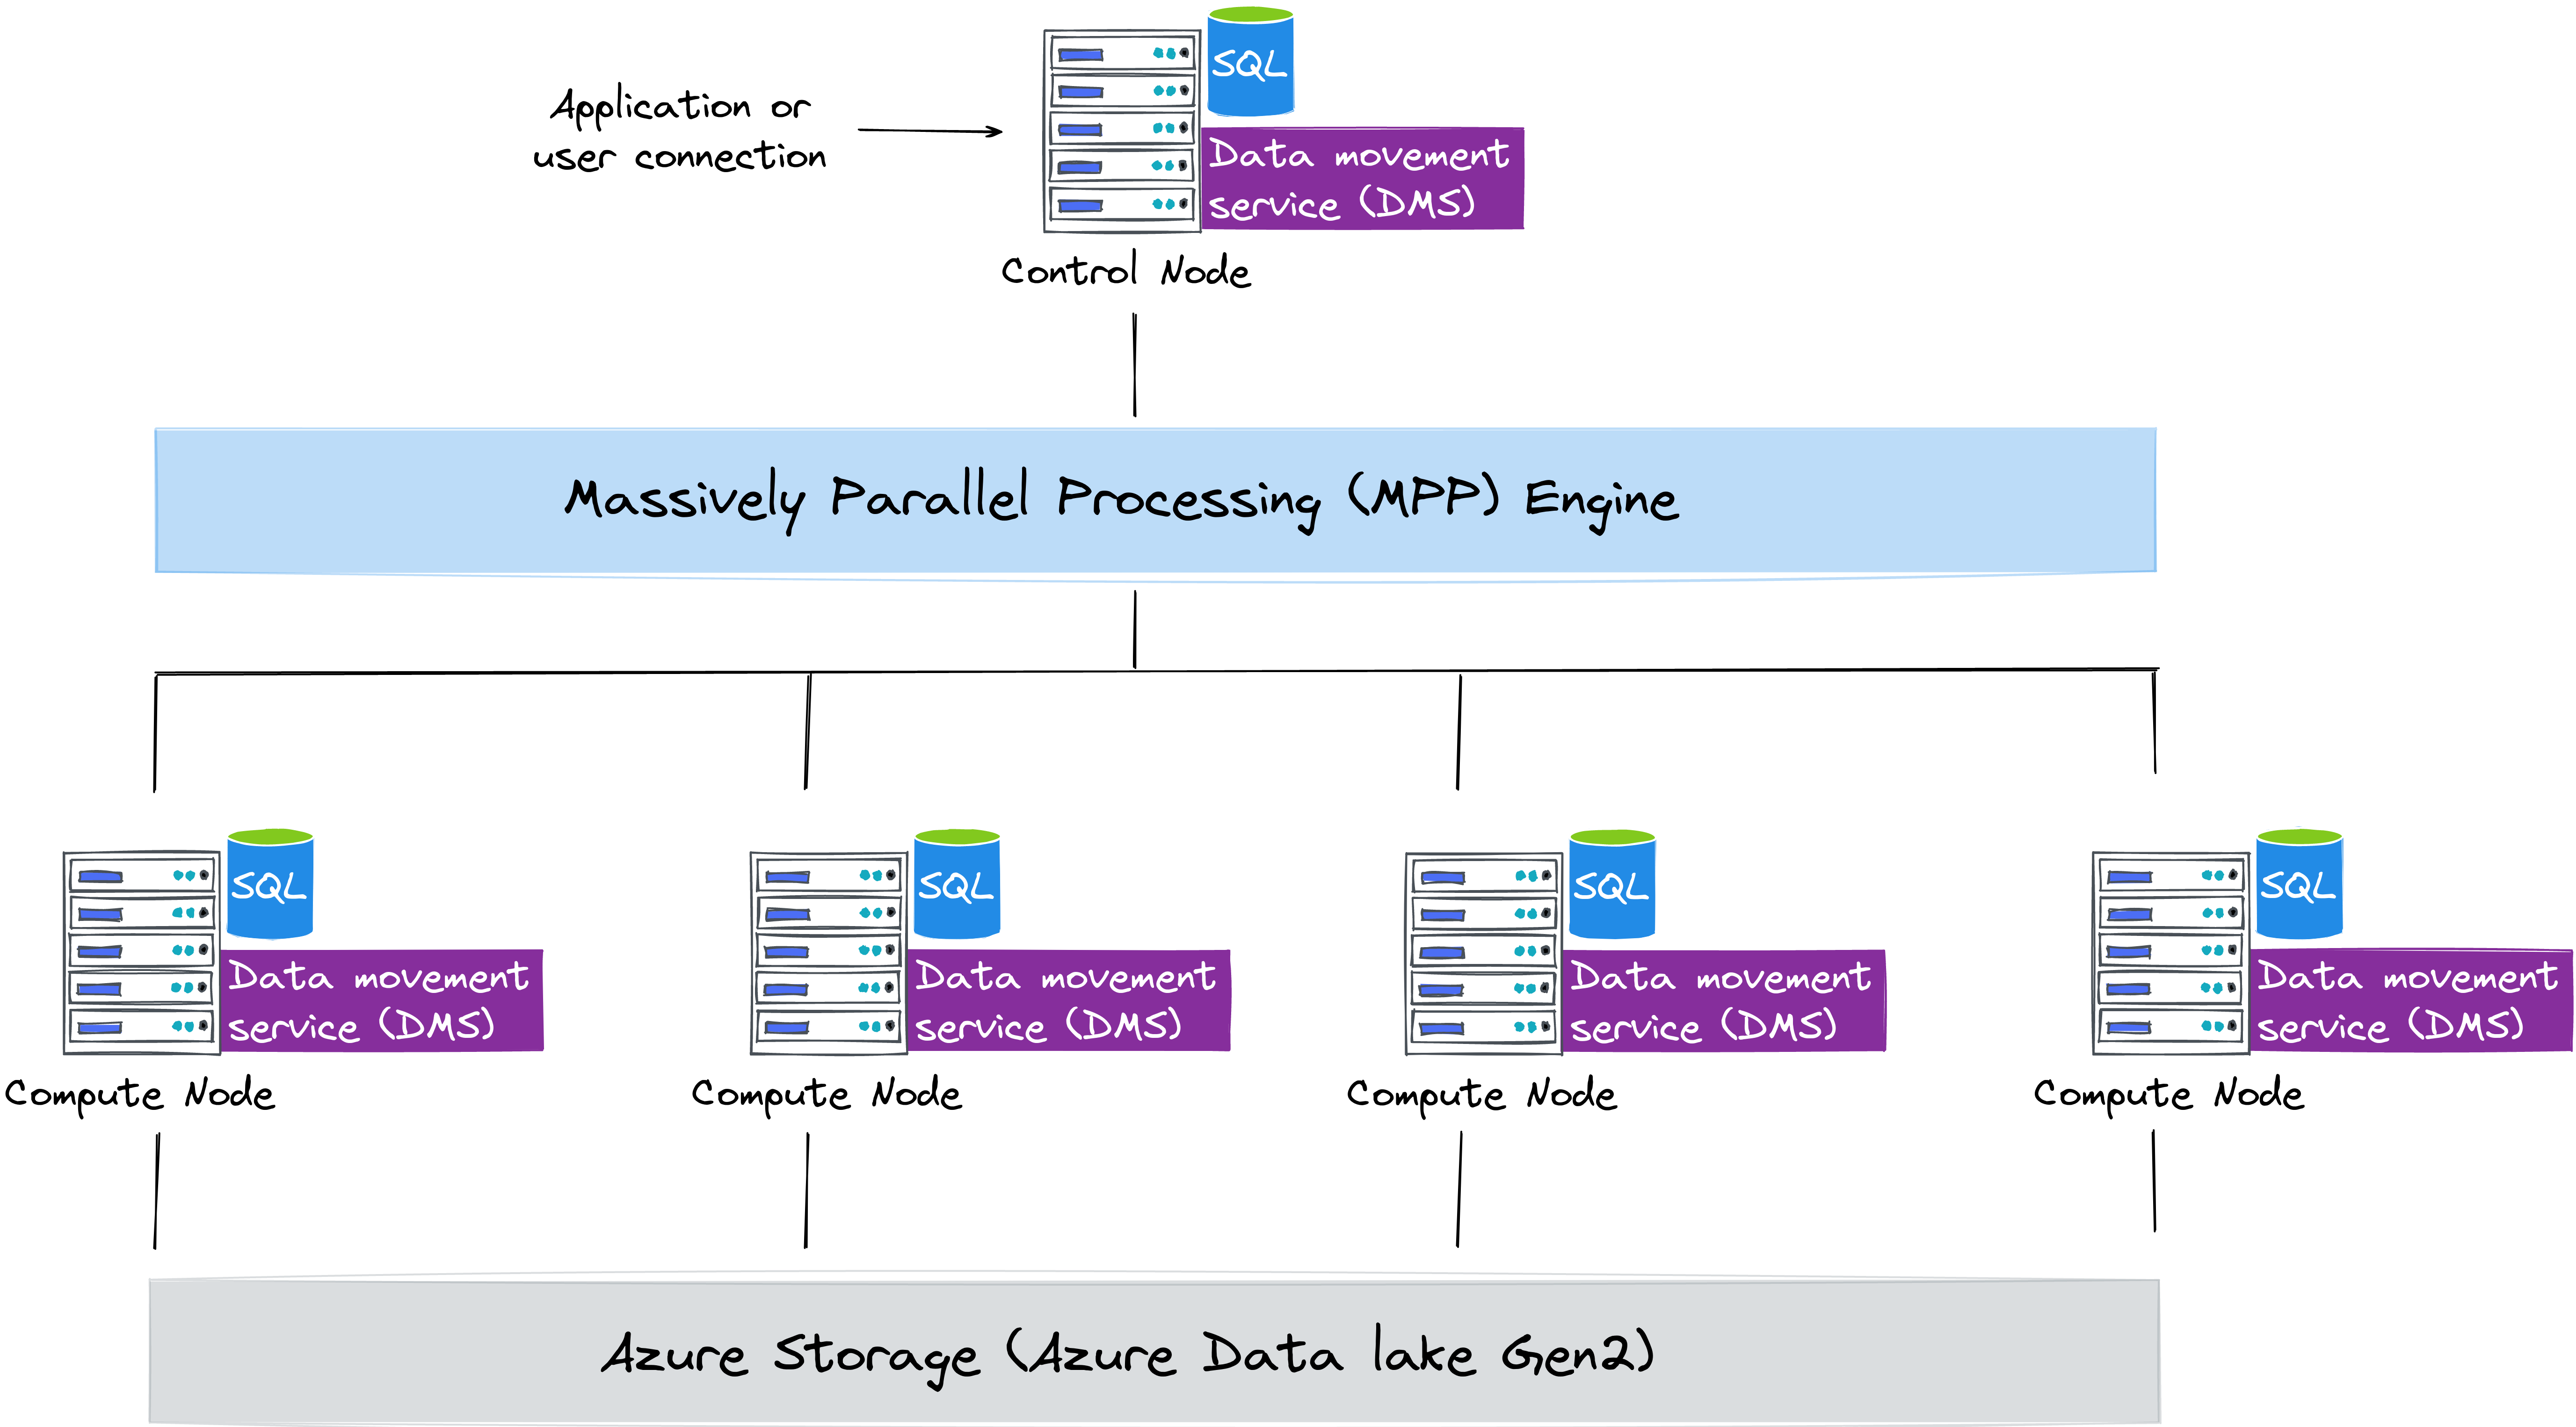 SQL
Application or
user connection
Data movement
service (DMS)
Control Node
Massively Parallel Processing (MPP) Engine
SQL
Data movement
service (DMS)
Compute Node
SQL
Data movement
service (DMS)
Compute Node
SQL
Data movement
service (DMS)
Compute Node
SQL
Data movement
service (DMS)
Compute Node
Azure Storage (Azure Data lake Gen2)